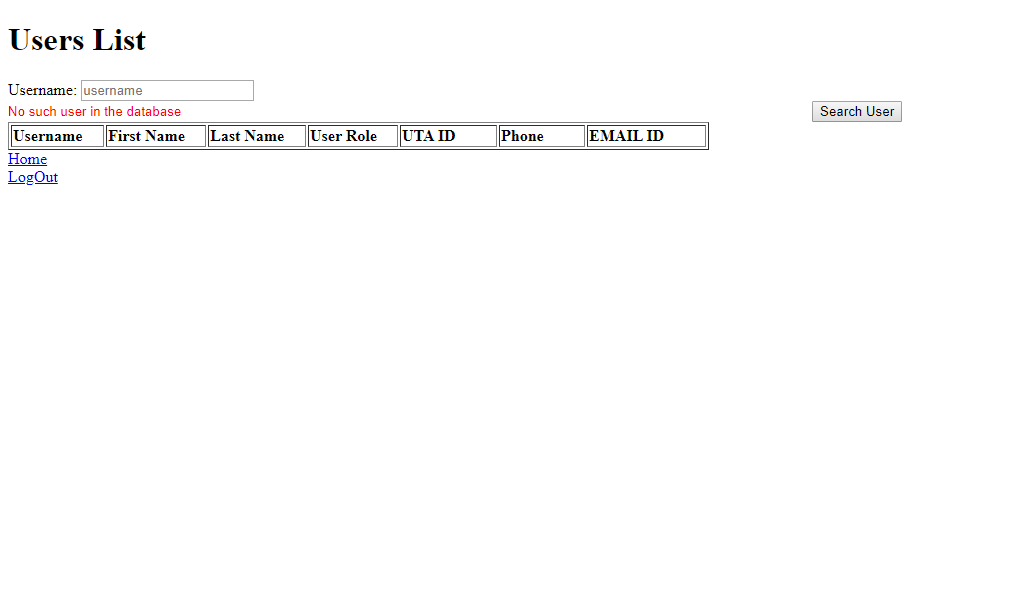 Users List
Username: username
No such user in the database Search User
Username First Name Last Name User Role UTA ID Phone EMAIL ID
Home
LogOut